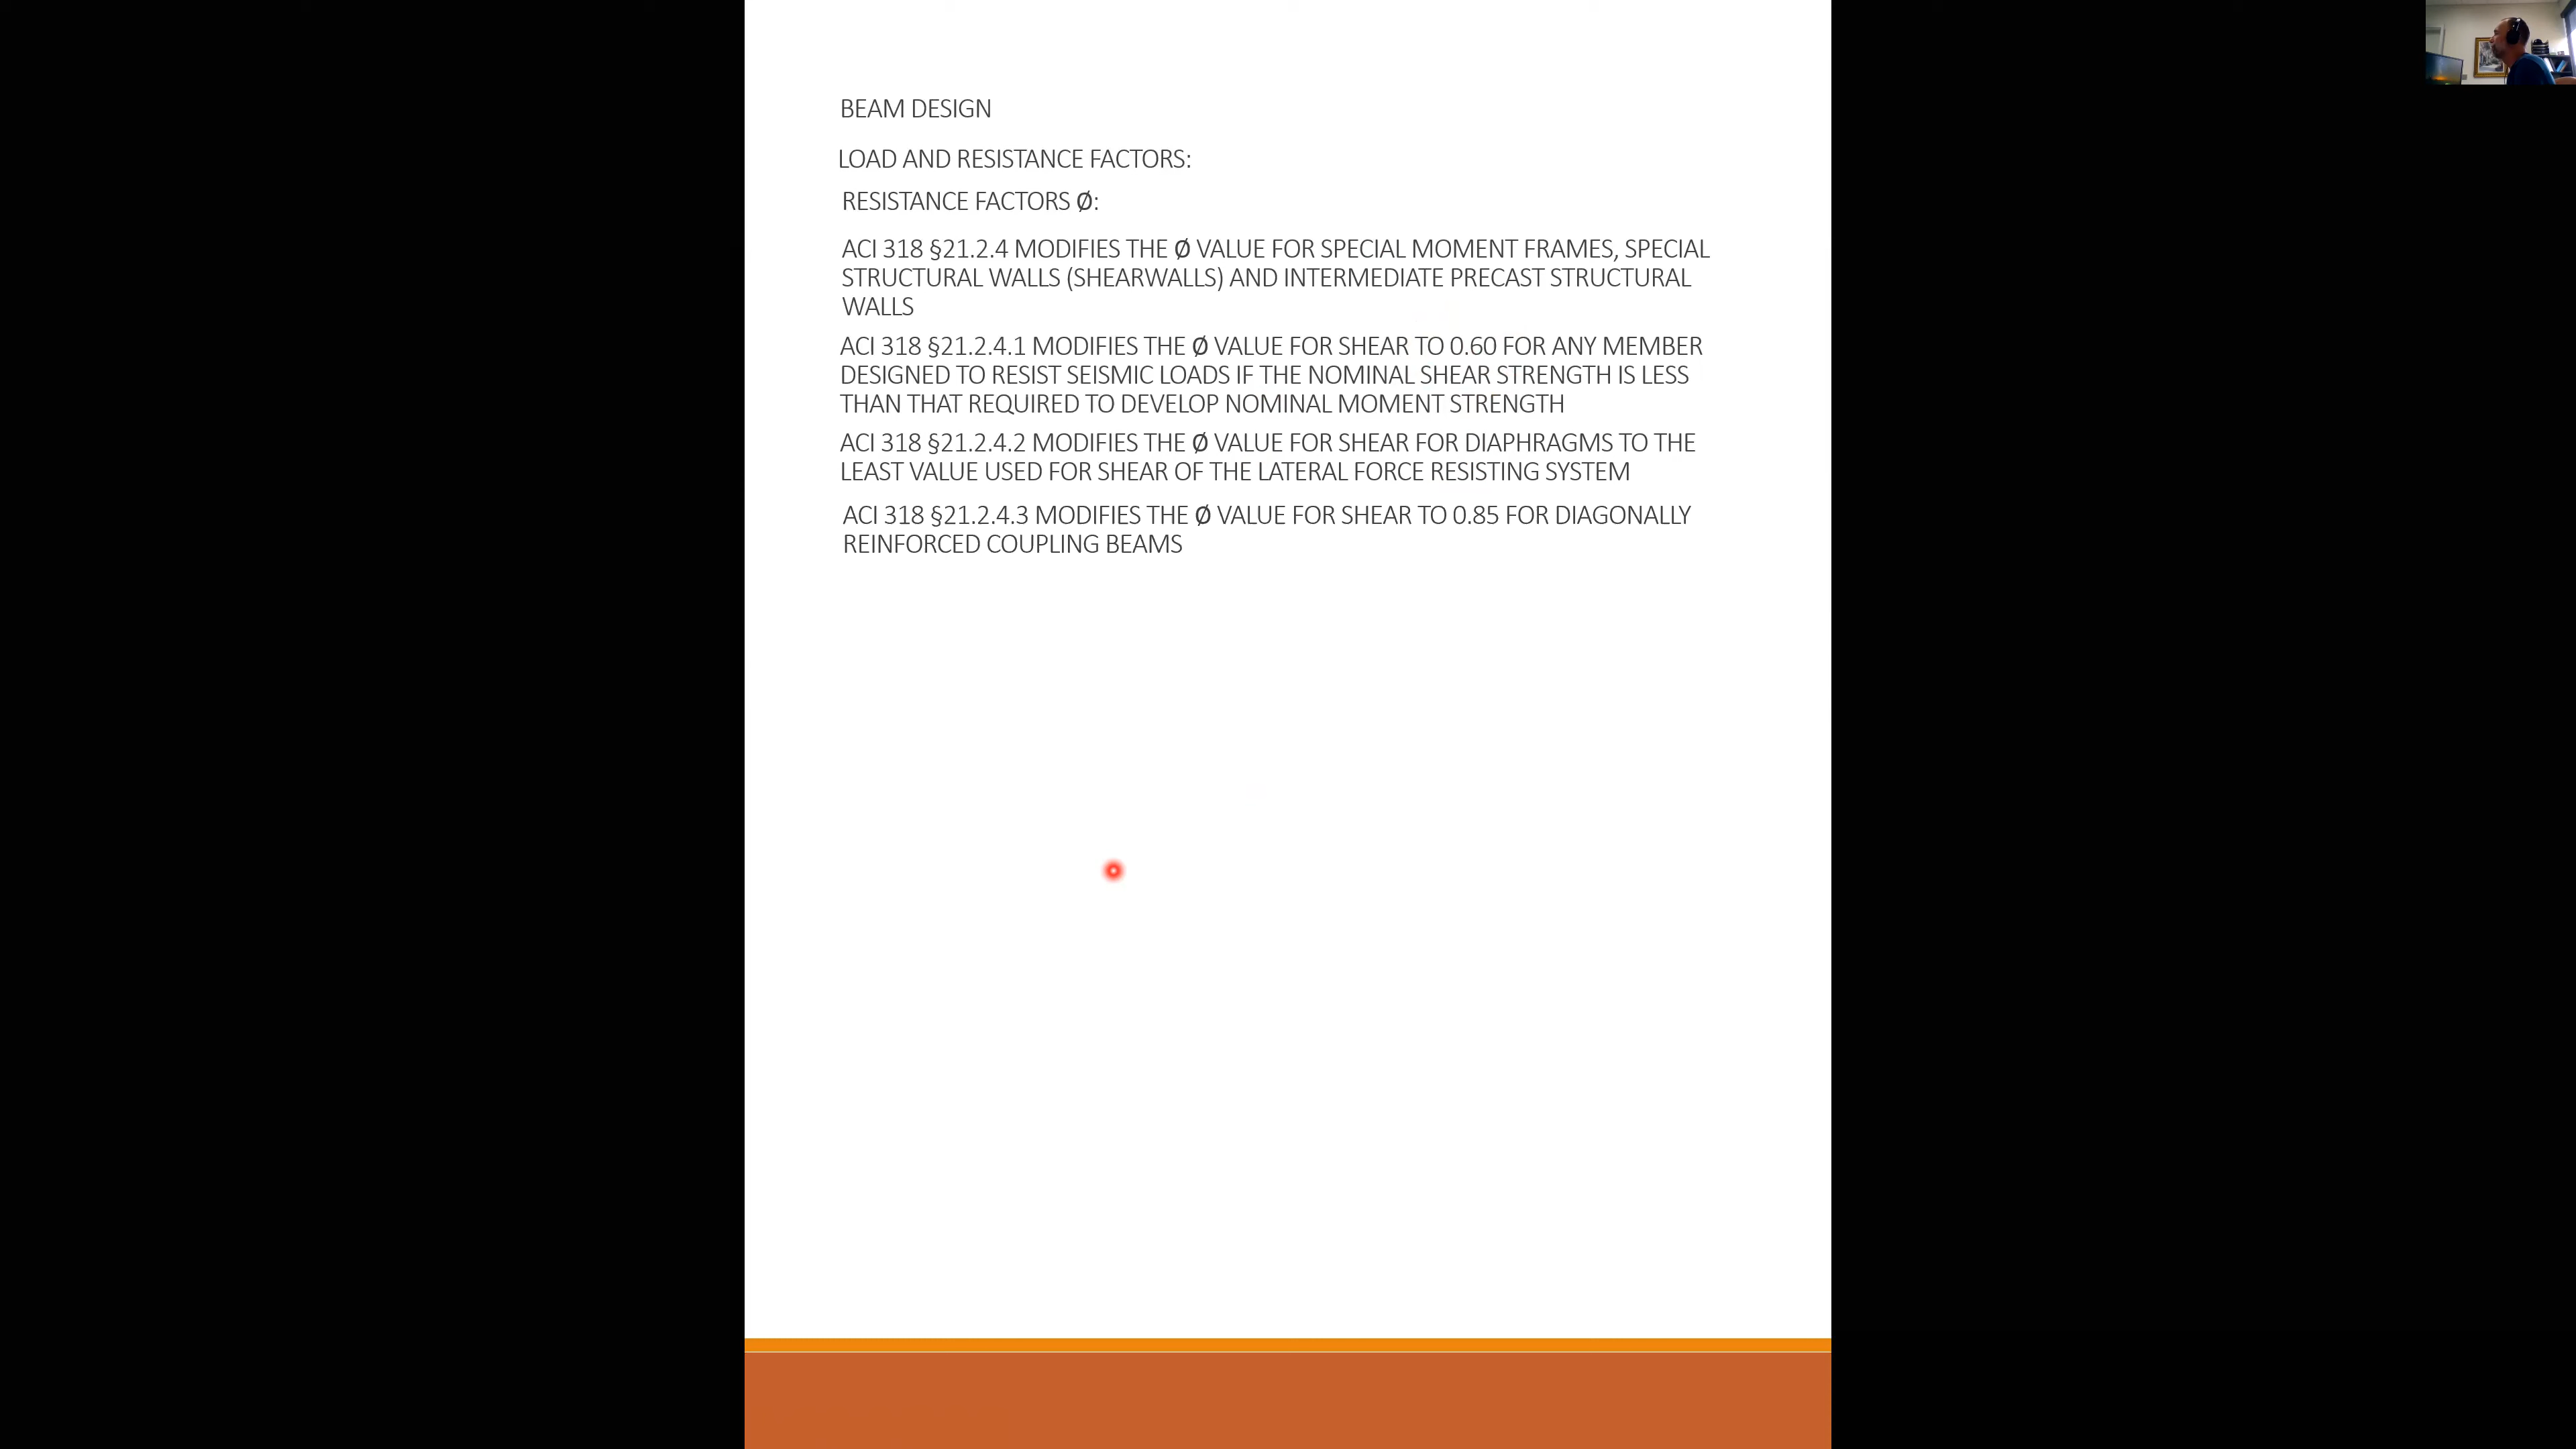 BEAM DESIGN
LOAD AND RESISTANCE FACTORS:
RESISTANCE FACTORS Ø:
ACI 318 §21.2.4 MODIFIES THE Ø VALUE FOR SPECIAL MOMENT FRAMES, SPECIAL
STRUCTURAL WALLS (SHEARWALLS) AND INTERMEDIATE PRECAST STRUCTURAL
WALLS
ACI 318 §21.2.4.1 MODIFIES THE Ø VALUE FOR SHEAR TO 0.60 FOR ANY MEMBER
DESIGNED TO RESIST SEISMIC LOADS IF THE NOMINAL SHEAR STRENGTH IS LESS
THAN THAT REQUIRED TO DEVELOP NOMINAL MOMENT STRENGTH
ACI 318 §21.2.4.2 MODIFIES THE Ø VALUE FOR SHEAR FOR DIAPHRAGMS TO THE
LEAST VALUE USED FOR SHEAR OF THE LATERAL FORCE RESISTING SYSTEM
ACI 318 §21.2.4.3 MODIFIES THE Ø VALUE FOR SHEAR TO 0.85 FOR DIAGONALLY
REINFORCED COUPLING BEAMS